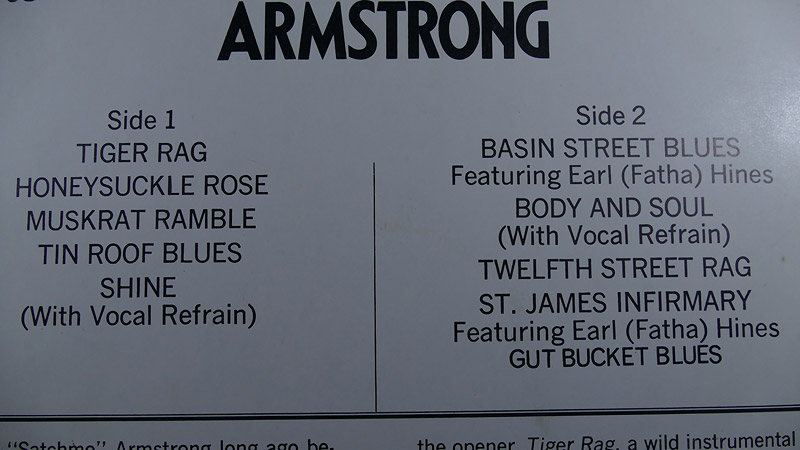 ARMSTRONG
Side 1
TIGER RAG
HONEYSUCKLE ROSE
MUSKRAT RAMBLE
TIN ROOF BLUES
SHINE
(With Vocal Refrain)
Side 2
BASIN STREET BLUES
Featuring Earl (Fatha) Hines
BODY AND SOUL
(With Vocal Refrain)
TWELFTH STREET RAG
ST. JAMES INFIRMARY
Featuring Earl (Fatha) Hines
GUT BUCKET BLUES
"Satchmo" Armstrong long ago be-
the opener, Tiger Rag, a wild instrumental